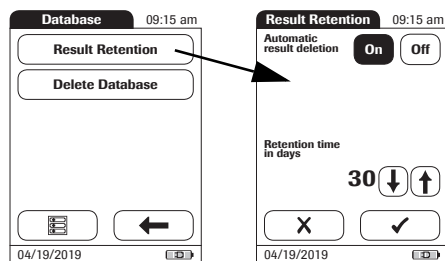 Database 09:15 am
Result Retention
Delete Database
04/19/2019
Result Retention 09:15 am
Automatic
result deletion
On Off
Retention time
in days
30
04/19/2019